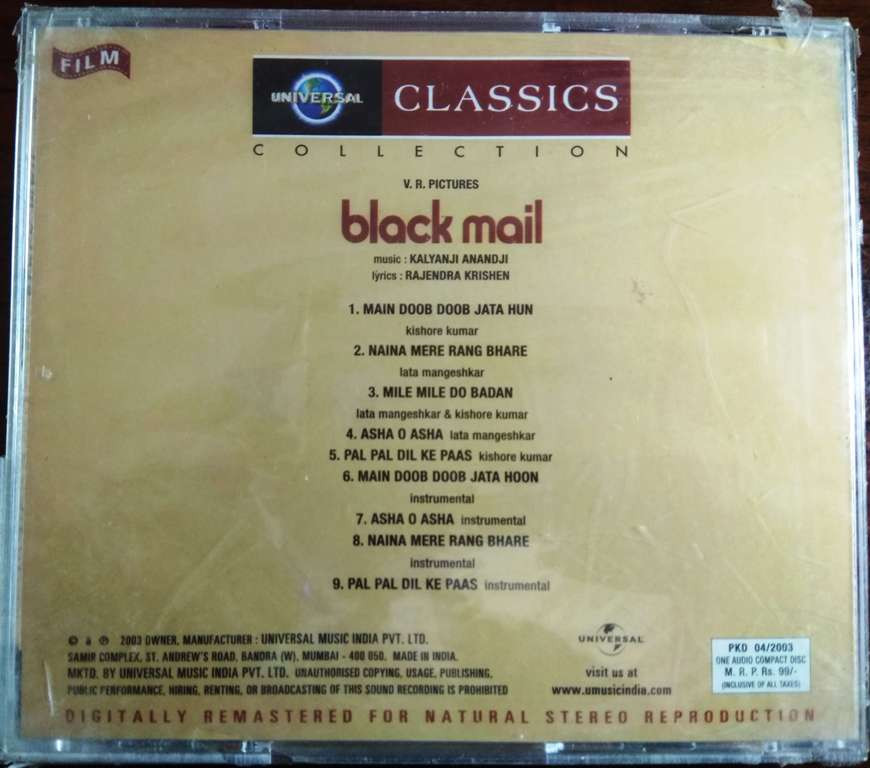 FILM
UNIVERSAL CLASSICS
COLLECTION
V. R. PICTURES
black mail
music : KALYANJI ANANDJI
lyrics : RAJENDRA KRISHEN
1. MAIN DOOB DOOB JATA HUN
kishore kumar
2. NAINA MERE RANG BHARE
lata mangeshkar
3. MILE MILE DO BADAN
lata mangeshkar & kishore kumar
4. ASHA O ASHA lata mangeshkar
5. PAL PAL DIL KE PAAS kishore kumar
6. MAIN DOOB DOOB JATA HOON
instrumental
7. ASHA O ASHA instrumental
8. NAINA MERE RANG BHARE
instrumental
9. PAL PAL DIL KE PAAS instrumental
© & ℗ 2003 OWNER, MANUFACTURER : UNIVERSAL MUSIC INDIA PVT. LTD.
SAMIR COMPLEX, ST. ANDREW'S ROAD, BANDRA (W), MUMBAI - 400 050. MADE IN INDIA.
MKTD. BY UNIVERSAL MUSIC INDIA PVT. LTD. UNAUTHORISED COPYING, USAGE, PUBLISHING,
PUBLIC PERFORMANCE, HIRING, RENTING, OR BROADCASTING OF THIS SOUND RECORDING IS PROHIBITED
UNIVERSAL
visit us at
www.umusicindia.com
PKD 04/2003
ONE AUDIO COMPACT DISC
M. R. P. Rs. 99/-
(INCLUSIVE OF ALL TAXES)
DIGITALLY REMASTERED FOR NATURAL STEREO REPRODUCTION